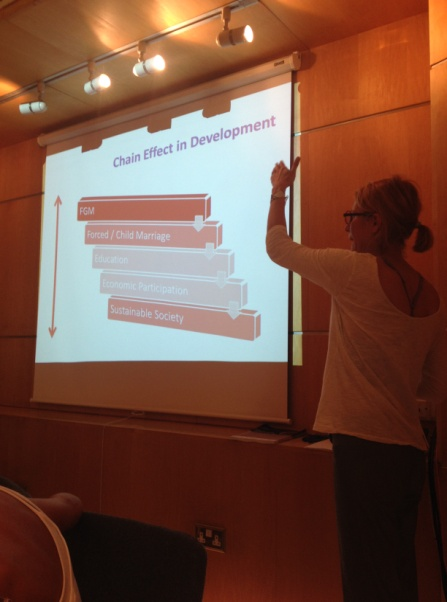 Chain Effect in Development
FGM
Forced / Child Marriage
Education
Economic Participation
Sustainable Society